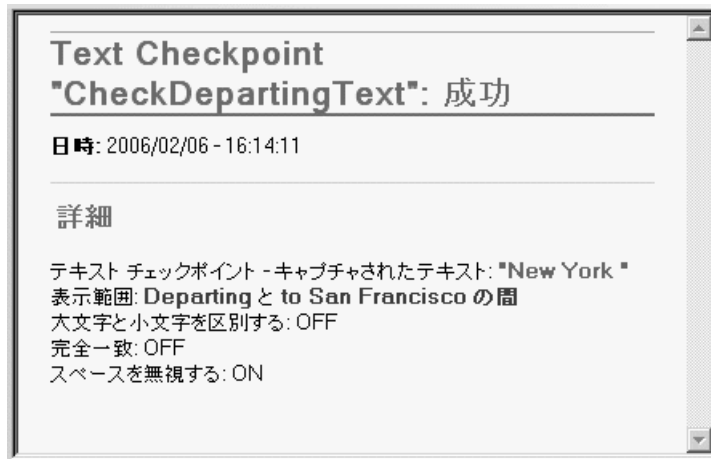 Text Checkpoint
"CheckDepartingText": 成功
日時: 2006/02/06 - 16:14:11
詳細
テキスト チェックポイント - キャプチャされたテキスト: "New York "
表示範囲: Departing と to San Francisco の間
大文字と小文字を区別する: OFF
完全一致: OFF
スペースを無視する: ON